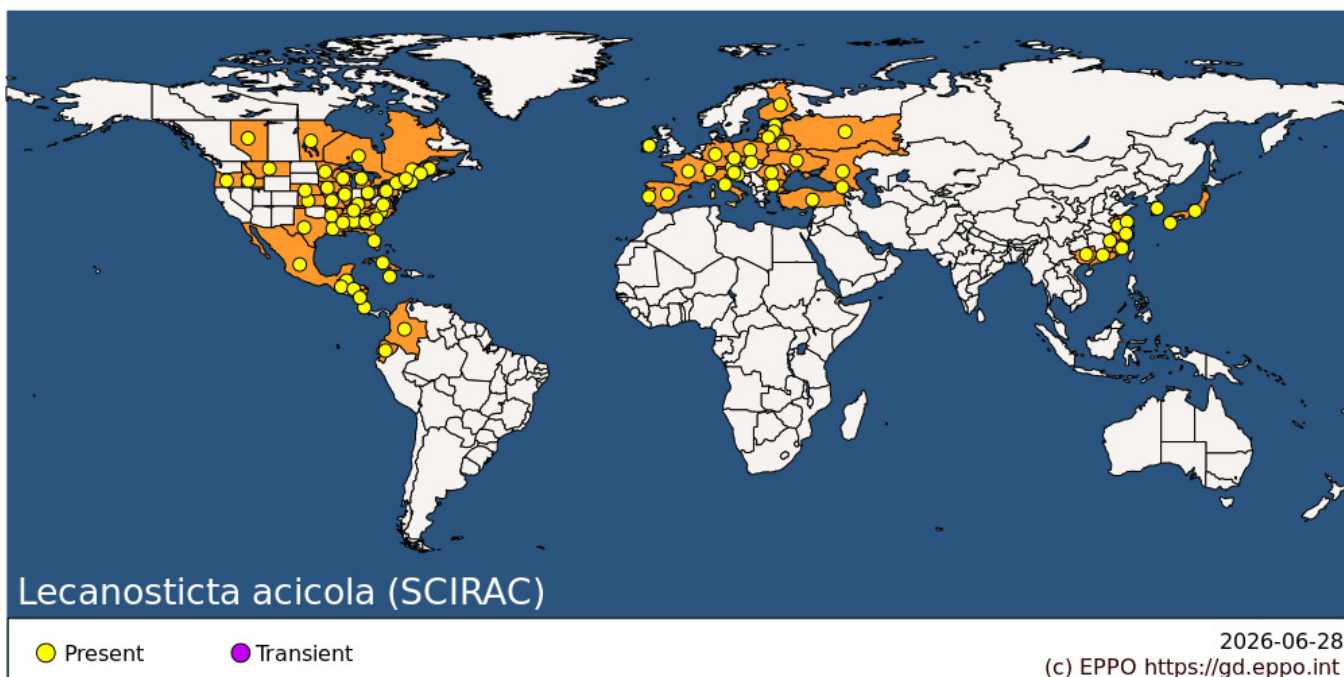 Lecanosticta acicola (SCIRAC)
Present
Transient
2026-06-28
(c) EPPO https://gd.eppo.int